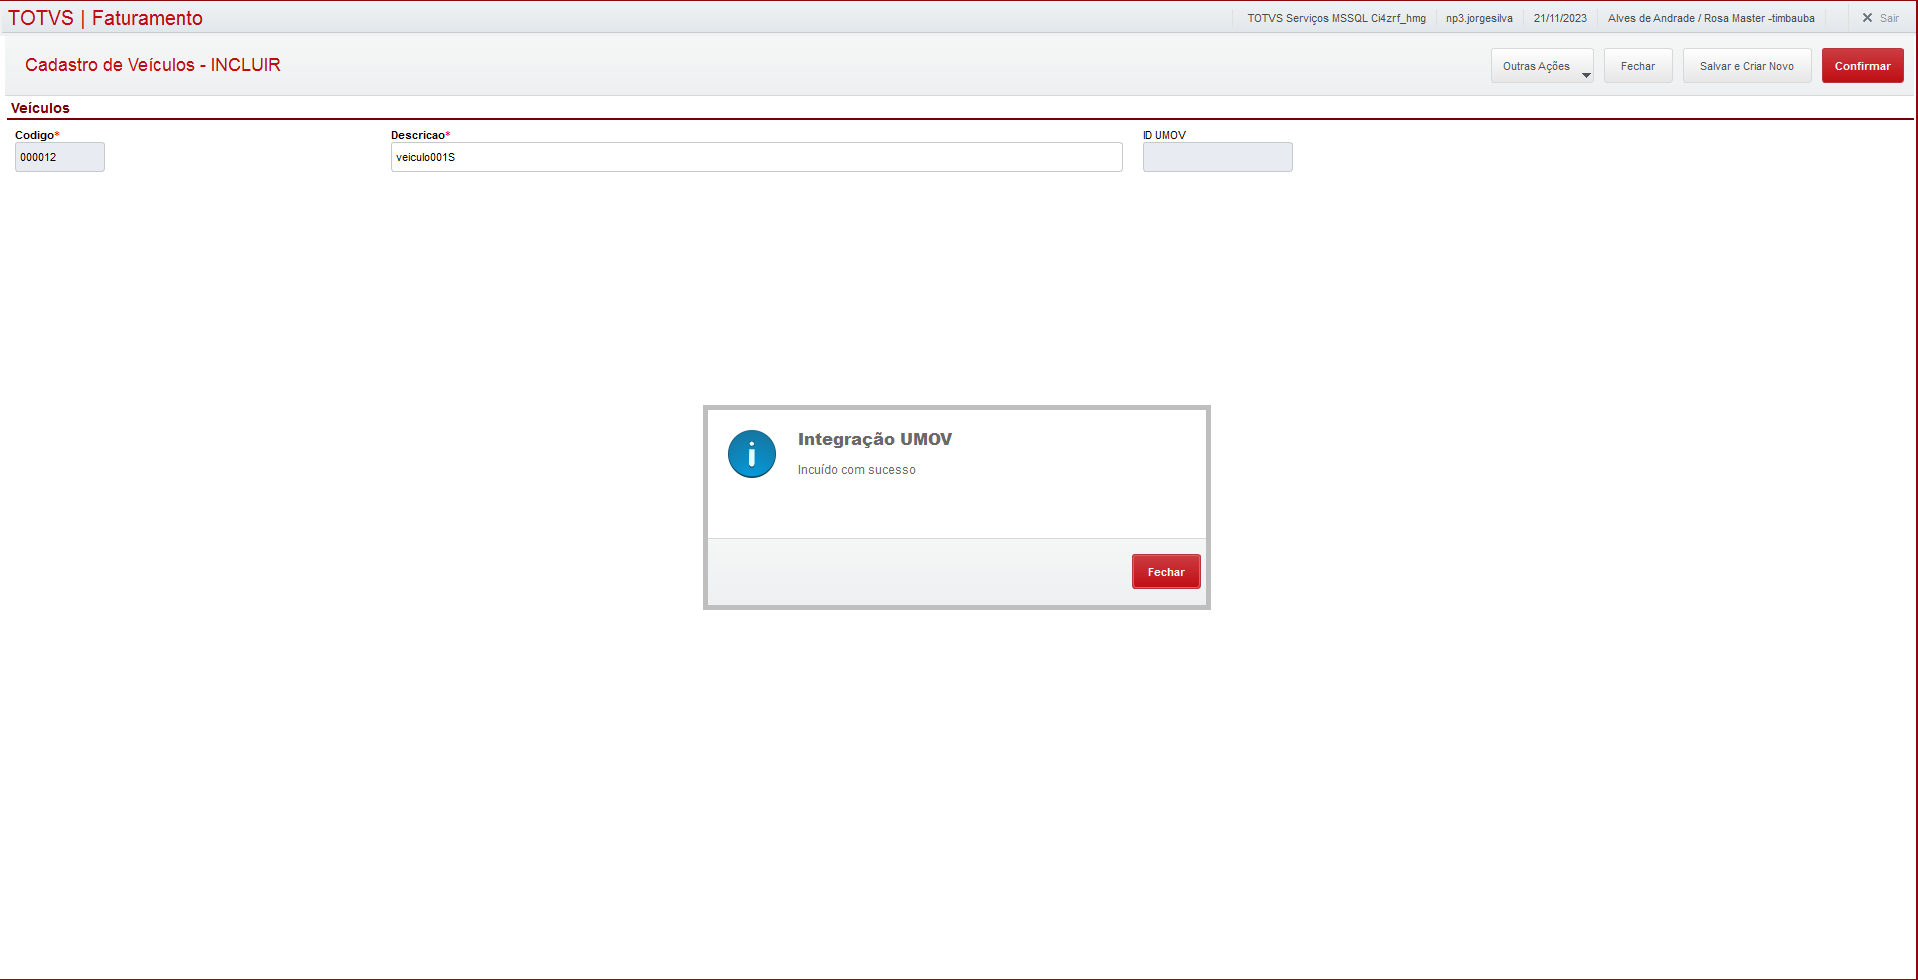 TOTVS | Faturamento
TOTVS Serviços MSSQL Ci4zrf_hmg
np3.jorgesilva
21/11/2023
Alves de Andrade / Rosa Master -timbauba
Sair
Cadastro de Veículos - INCLUIR
Outras Ações
Fechar
Salvar e Criar Novo
Confirmar
Veículos
Codigo*
Descricao*
ID UMOV
000012
veiculo001S
Integração UMOV
Incuído com sucesso
Fechar